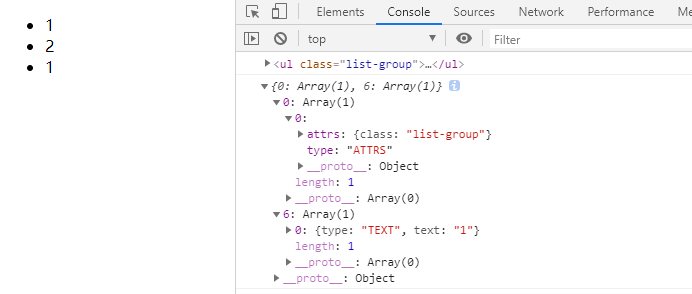 1
2
1
Elements Console Sources Network Performance Me
top Filter
<ul class="list-group">…</ul>
{0: Array(1), 6: Array(1)} i
0: Array(1)
0:
attrs: {class: "list-group"}
type: "ATTRS"
__proto__: Object
length: 1
__proto__: Array(0)
6: Array(1)
0: {type: "TEXT", text: "1"}
length: 1
__proto__: Array(0)
__proto__: Object